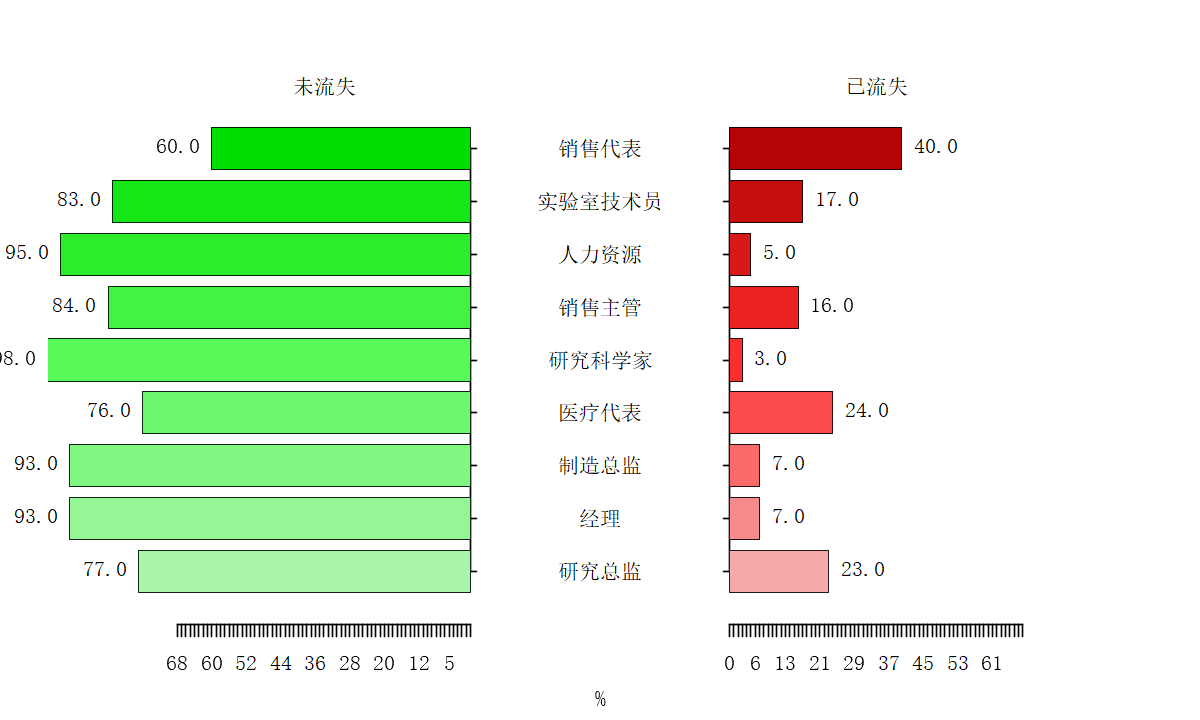 未流失 已流失
60.0 销售代表 40.0
83.0 实验室技术员 17.0
95.0 人力资源 5.0
84.0 销售主管 16.0
8.0 研究科学家 3.0
76.0 医疗代表 24.0
93.0 制造总监 7.0
93.0 经理 7.0
77.0 研究总监 23.0
68 60 52 44 36 28 20 12 5 0 6 13 21 29 37 45 53 61
%